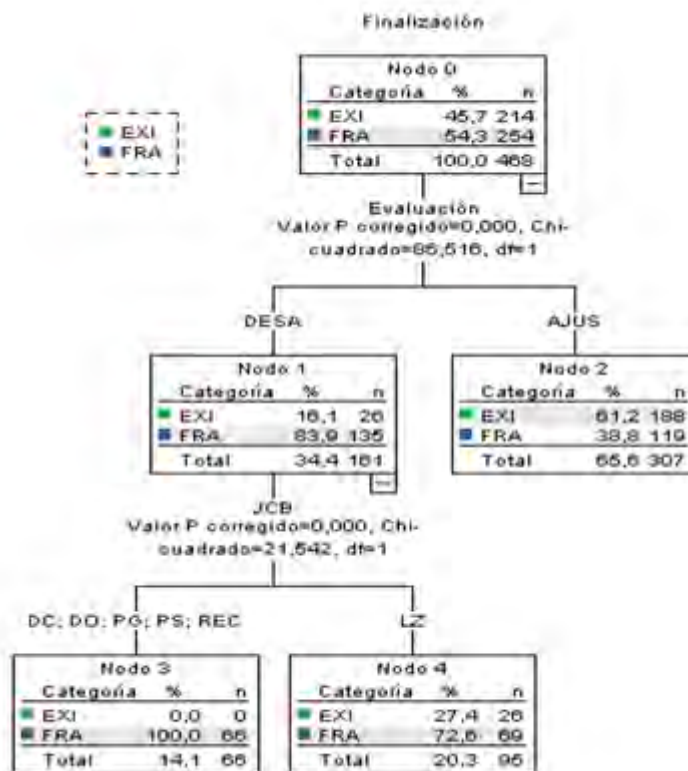 Finalización
Nodo 0
Categoría % n
EXI 45,7 214
FRA 54,3 254
Total 100,0 468
EXI
FRA
Evaluación
Valor P corregido=0,000, Chi-
cuadrado=86,516, df=1
DESA
AJUS
Nodo 1
Categoría % n
EXI 16,1 26
FRA 83,9 135
Total 34,4 161
Nodo 2
Categoría % n
EXI 61,2 188
FRA 38,8 119
Total 65,6 307
JCB
Valor P corregido=0,000, Chi-
cuadrado=21,542, df=1
DC; DO; PG; PS; REC
LZ
Nodo 3
Categoría % n
EXI 0,0 0
FRA 100,0 66
Total 14,1 66
Nodo 4
Categoría % n
EXI 27,4 26
FRA 72,6 69
Total 20,3 95